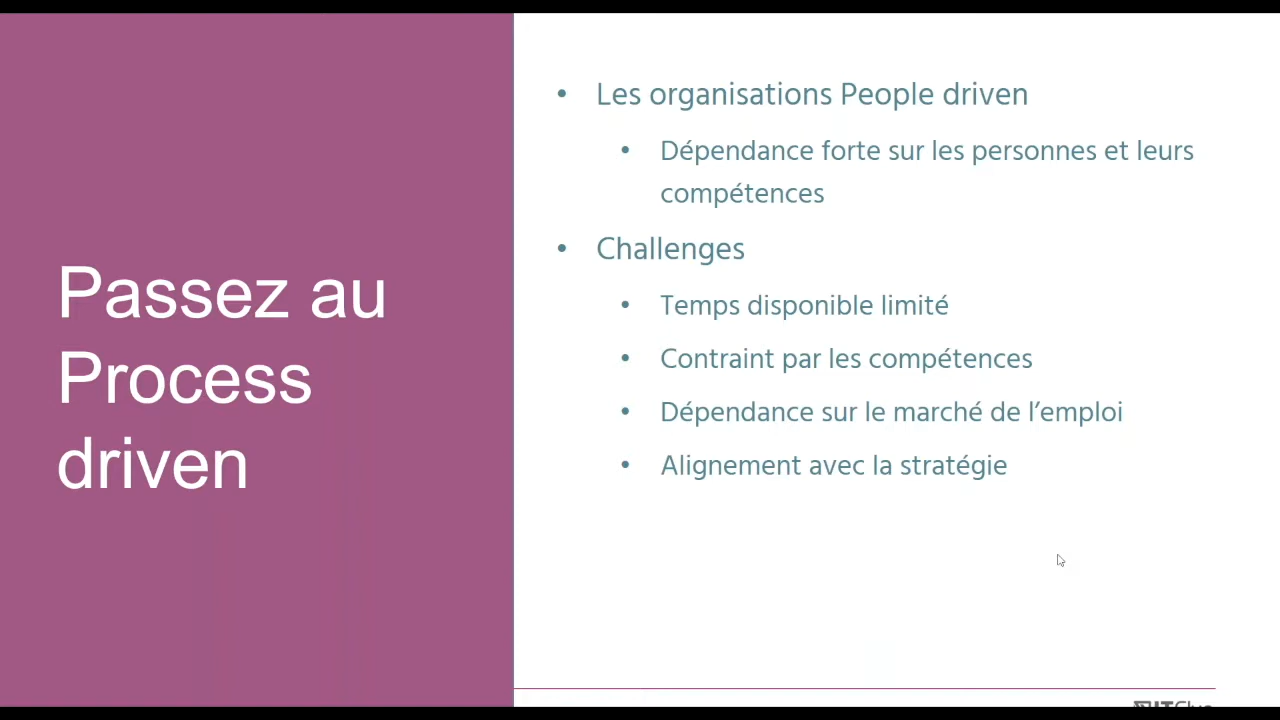 Passez au
Process
driven
• Les organisations People driven
• Dépendance forte sur les personnes et leurs
compétences
• Challenges
• Temps disponible limité
• Contraint par les compétences
• Dépendance sur le marché de l’emploi
• Alignement avec la stratégie